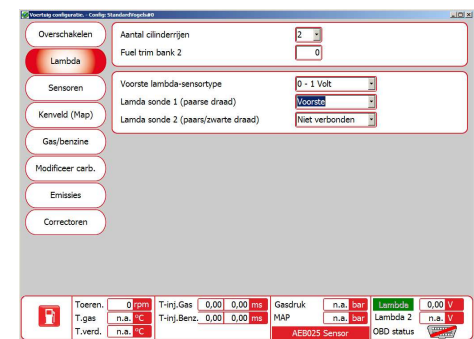 Voertuig configuratie. - Config: StandardVogels#0
Overschakelen
Lambda
Sensoren
Kenveld (Map)
Gas/benzine
Modificeer carb.
Emissies
Correctoren
Aantal cilinderrijen 2
Fuel trim bank 2 0
Voorste lambda-sensortype 0 - 1 Volt
Lamda sonde 1 (paarse draad) Voorste
Lamda sonde 2 (paars/zwarte draad) Niet verbonden
Toeren. 0 rpm T-inj.Gas 0,00 0,00 ms Gasdruk n.a. bar Lambda 0,00 V
T.gas n.a. °C T-inj.Benz. 0,00 0,00 ms MAP n.a. bar Lambda 2 n.a. V
T.verd. n.a. °C AEB025 Sensor OBD status